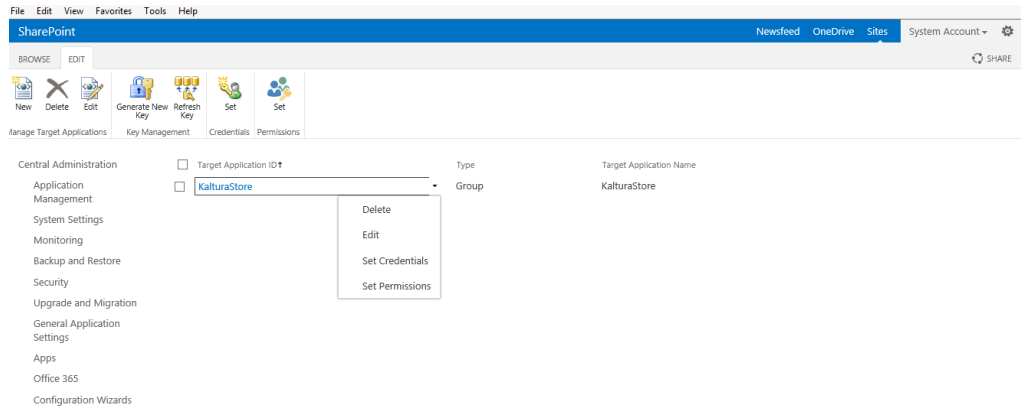 File Edit View Favorites Tools Help
SharePoint Newsfeed OneDrive Sites System Account
BROWSE EDIT SHARE
New Delete Edit Generate New Key Refresh Key Set Set
Manage Target Applications Key Management Credentials Permissions
Central Administration
Application Management
System Settings
Monitoring
Backup and Restore
Security
Upgrade and Migration
General Application Settings
Apps
Office 365
Configuration Wizards
Target Application ID Type Target Application Name
KalturaStore Group KalturaStore
Delete
Edit
Set Credentials
Set Permissions